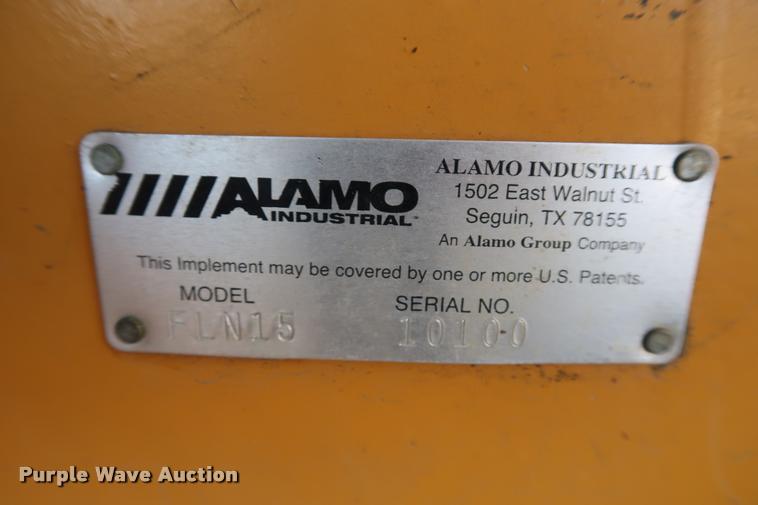 ALAMO
INDUSTRIAL
ALAMO INDUSTRIAL
1502 East Walnut St.
Seguin, TX 78155
An Alamo Group Company
This Implement may be covered by one or more U.S. Patents.
MODEL
FLN15
SERIAL NO.
10100
Purple Wave Auction